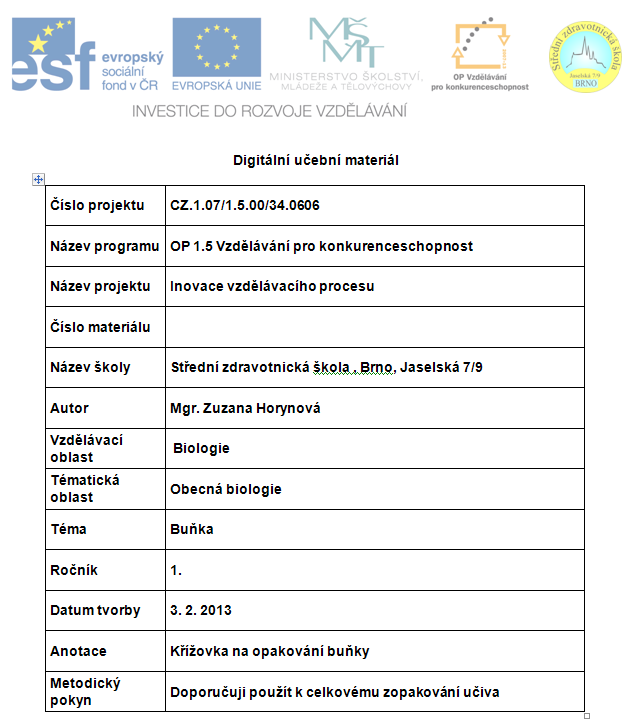 esf evropský
sociální
fond v ČR
EVROPSKÁ UNIE
MINISTERSTVO ŠKOLSTVÍ,
MLÁDEŽE A TĚLOVÝCHOVY
OP Vzdělávání
pro konkurenceschopnost
Střední zdravotnická škola
Jaselská 7/9
BRNO
INVESTICE DO ROZVOJE VZDĚLÁVÁNÍ
Digitální učební materiál
Číslo projektu CZ.1.07/1.5.00/34.0606
Název programu OP 1.5 Vzdělávání pro konkurenceschopnost
Název projektu Inovace vzdělávacího procesu
Číslo materiálu
Název školy Střední zdravotnická škola , Brno, Jaselská 7/9
Autor Mgr. Zuzana Horynová
Vzdělávací
oblast Biologie
Tématická
oblast Obecná biologie
Téma Buňka
Ročník 1.
Datum tvorby 3. 2. 2013
Anotace Křížovka na opakování buňky
Metodický
pokyn Doporučuji použít k celkovému zopakování učiva